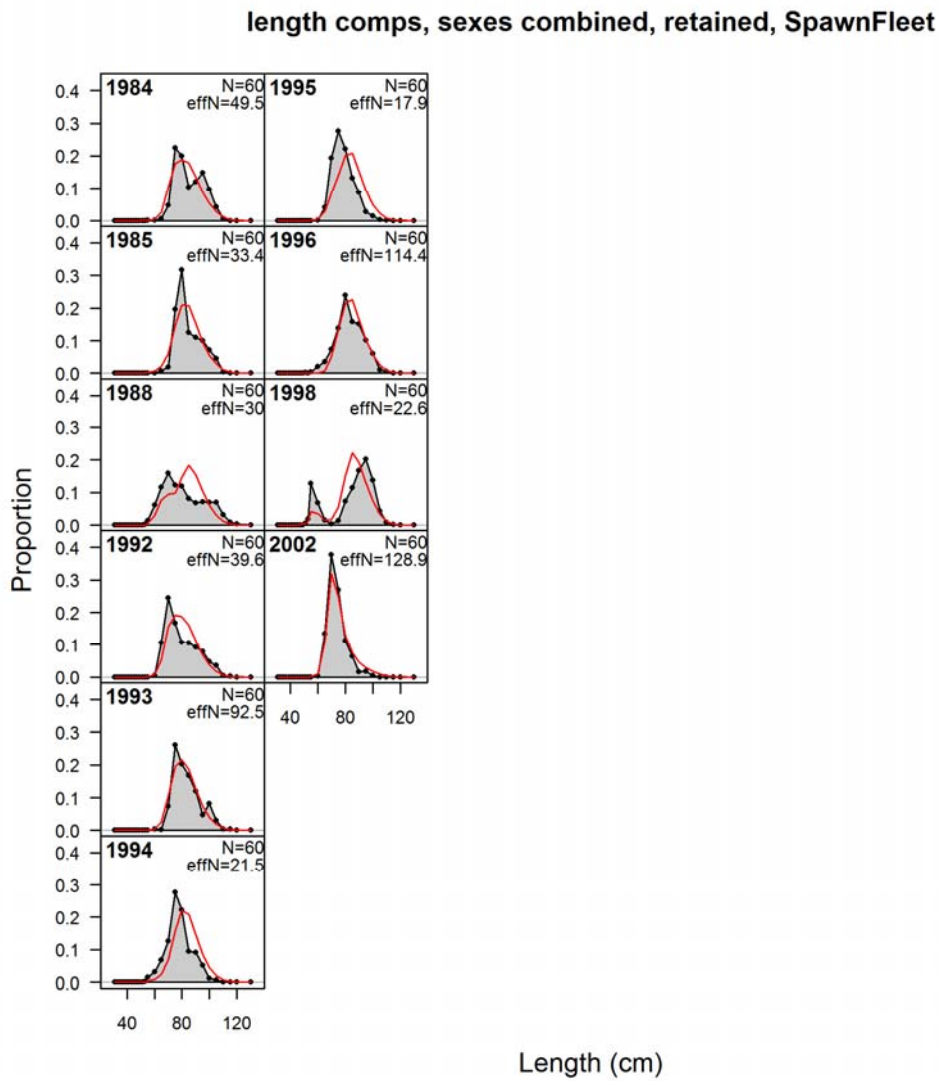 length comps, sexes combined, retained, SpawnFleet
1984
N=60
effN=49.5
1995
N=60
effN=17.9
0.4
0.3
0.2
0.1
0.0
1985
N=60
effN=33.4
1996
N=60
effN=114.4
0.4
0.3
0.2
0.1
0.0
1988
N=60
effN=30
1998
N=60
effN=22.6
0.4
0.3
0.2
0.1
0.0
1992
N=60
effN=39.6
2002
N=60
effN=128.9
0.4
0.3
0.2
0.1
0.0
40 80 120
1993
N=60
effN=92.5
0.4
0.3
0.2
0.1
0.0
1994
N=60
effN=21.5
0.4
0.3
0.2
0.1
0.0
40 80 120
Proportion
Length (cm)